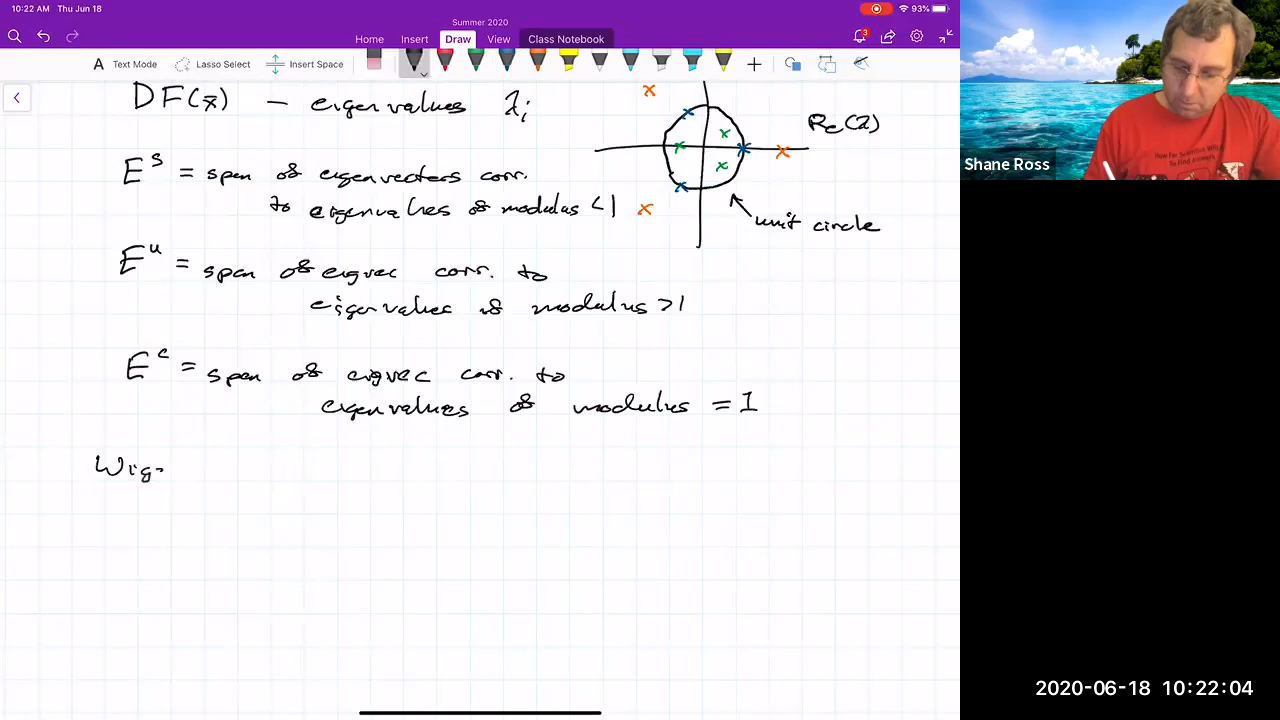 10:22 AM Thu Jun 18
93%
Summer 2020
Home Insert Draw View Class Notebook
3
Text Mode Lasso Select Insert Space
DF(x̄) — eigenvalues λi
Re(λ)
E^s = span of eigenvectors corr.
to eigenvalues of modulus <1
unit circle
E^u = span of eigvec corr. to
eigenvalues of modulus >1
E^c = span of eigvec corr. to
eigenvalues of modulus = 1
Wig
Shane Ross
2020-06-18 10:22:04